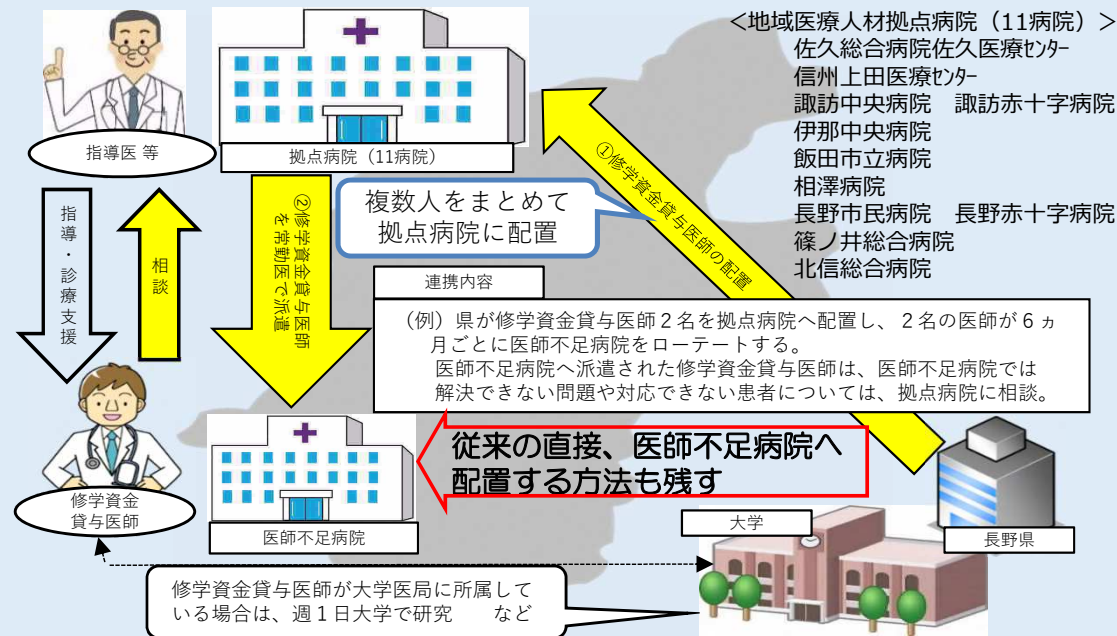 ＜地域医療人材拠点病院（11病院）＞
佐久総合病院佐久医療ｾﾝﾀｰ
信州上田医療ｾﾝﾀｰ
諏訪中央病院　諏訪赤十字病院
伊那中央病院
飯田市立病院
相澤病院
長野市民病院　長野赤十字病院
篠ノ井総合病院
北信総合病院
指導医 等
拠点病院（11病院）
①修学資金貸与医師の配置
複数人をまとめて
拠点病院に配置
②修学資金貸与医師
を常勤医で派遣
指導・診療支援
相談
連携内容
（例）県が修学資金貸与医師２名を拠点病院へ配置し、２名の医師が６ヵ
月ごとに医師不足病院をローテートする。
医師不足病院へ派遣された修学資金貸与医師は、医師不足病院では
解決できない問題や対応できない患者については、拠点病院に相談。
従来の直接、医師不足病院へ
配置する方法も残す
修学資金
貸与医師
医師不足病院
大学
長野県
修学資金貸与医師が大学医局に所属して
いる場合は、週１日大学で研究　　など